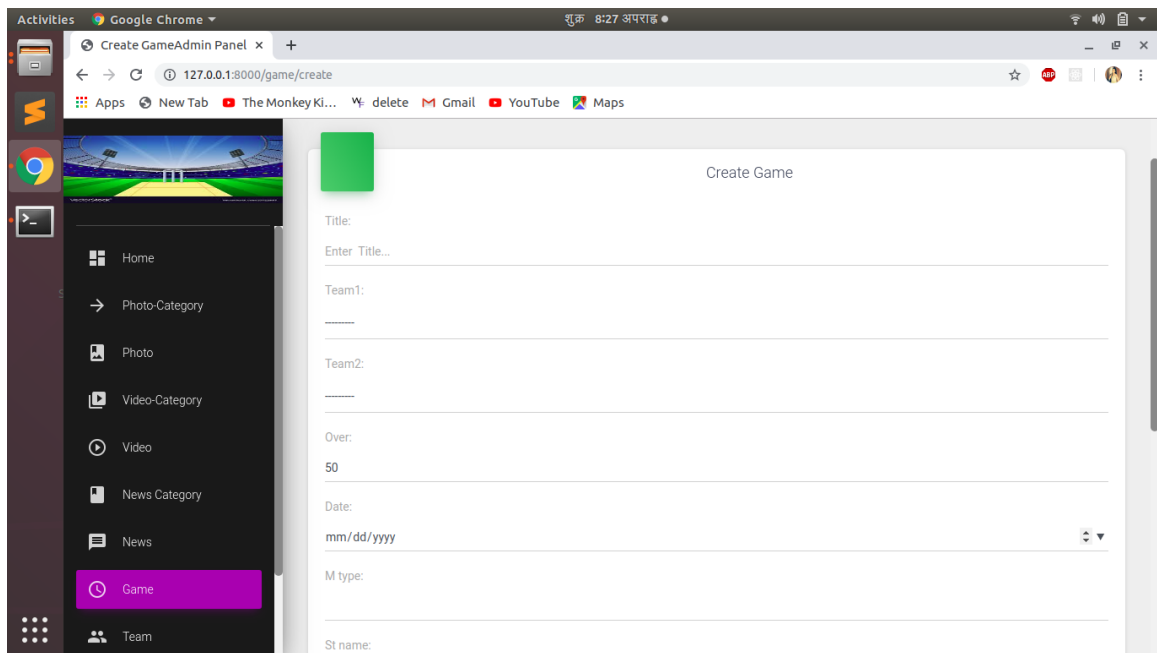 Activities Google Chrome ▾ शुक्र 8:27 अपराह्न ●
Create GameAdmin Panel
127.0.0.1:8000/game/create
ABP
Apps New Tab The Monkey Ki... delete Gmail YouTube Maps
Create Game
Title:
Enter Title...
Team1:
---------
Team2:
---------
Over:
50
Date:
mm/dd/yyyy
M type:
St name:
Home
Photo-Category
Photo
Video-Category
Video
News Category
News
Game
Team